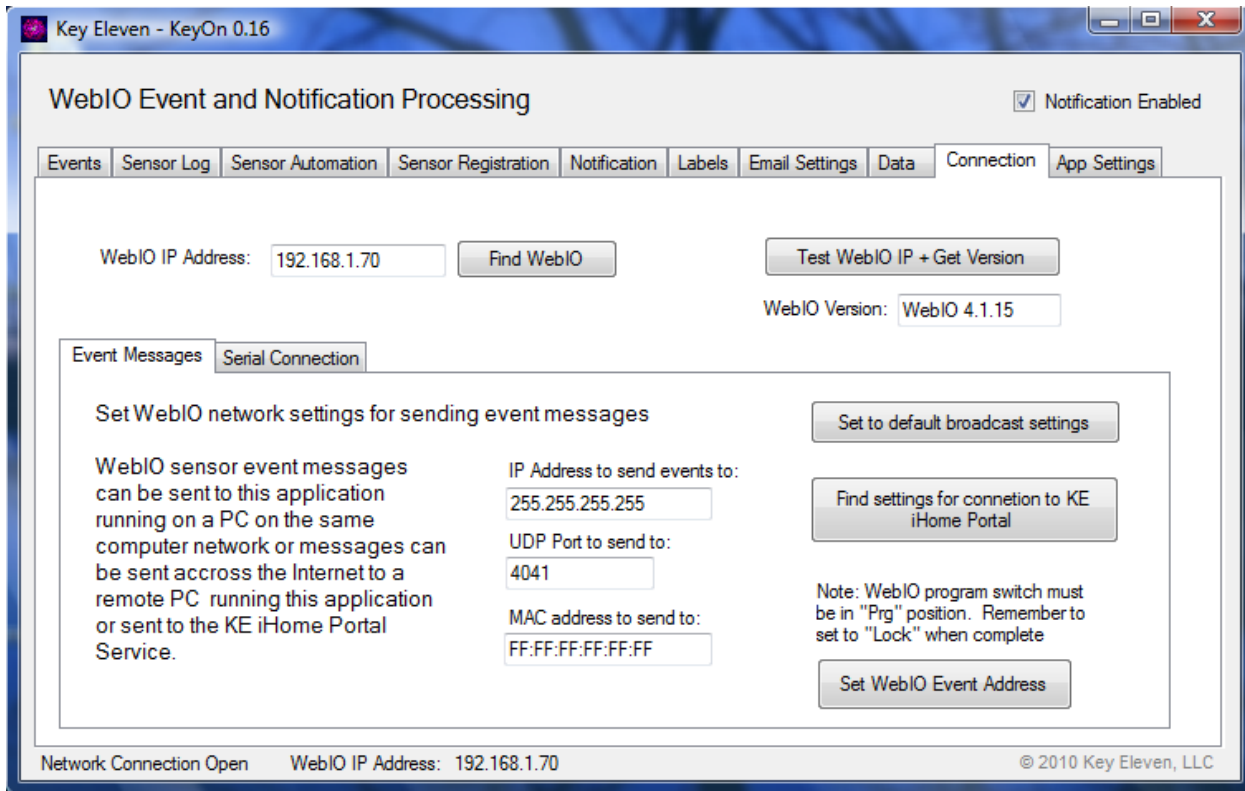 Key Eleven - KeyOn 0.16
WebIO Event and Notification Processing
Notification Enabled
Events Sensor Log Sensor Automation Sensor Registration Notification Labels Email Settings Data Connection App Settings
WebIO IP Address: 192.168.1.70 Find WebIO Test WebIO IP + Get Version
WebIO Version: WebIO 4.1.15
Event Messages Serial Connection
Set WebIO network settings for sending event messages
WebIO sensor event messages
can be sent to this application
running on a PC on the same
computer network or messages can
be sent accross the Internet to a
remote PC running this application
or sent to the KE iHome Portal
Service.
IP Address to send events to:
255.255.255.255
UDP Port to send to:
4041
MAC address to send to:
FF:FF:FF:FF:FF:FF
Set to default broadcast settings
Find settings for connetion to KE
iHome Portal
Note: WebIO program switch must
be in "Prg" position. Remember to
set to "Lock" when complete
Set WebIO Event Address
Network Connection Open WebIO IP Address: 192.168.1.70 © 2010 Key Eleven, LLC